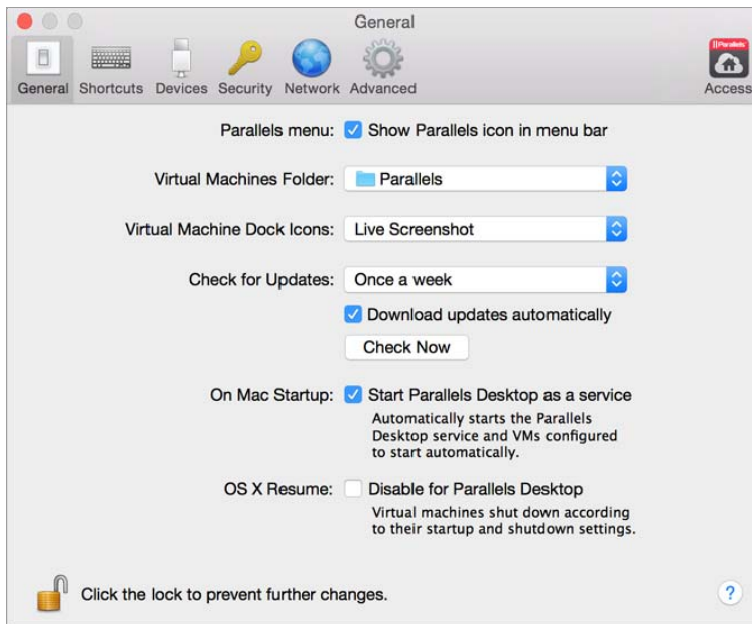 General
General Shortcuts Devices Security Network Advanced
|| Parallels®
Access
Parallels menu: Show Parallels icon in menu bar
Virtual Machines Folder: Parallels
Virtual Machine Dock Icons: Live Screenshot
Check for Updates: Once a week
Download updates automatically
Check Now
On Mac Startup: Start Parallels Desktop as a service
Automatically starts the Parallels
Desktop service and VMs configured
to start automatically.
OS X Resume: Disable for Parallels Desktop
Virtual machines shut down according
to their startup and shutdown settings.
Click the lock to prevent further changes.
?